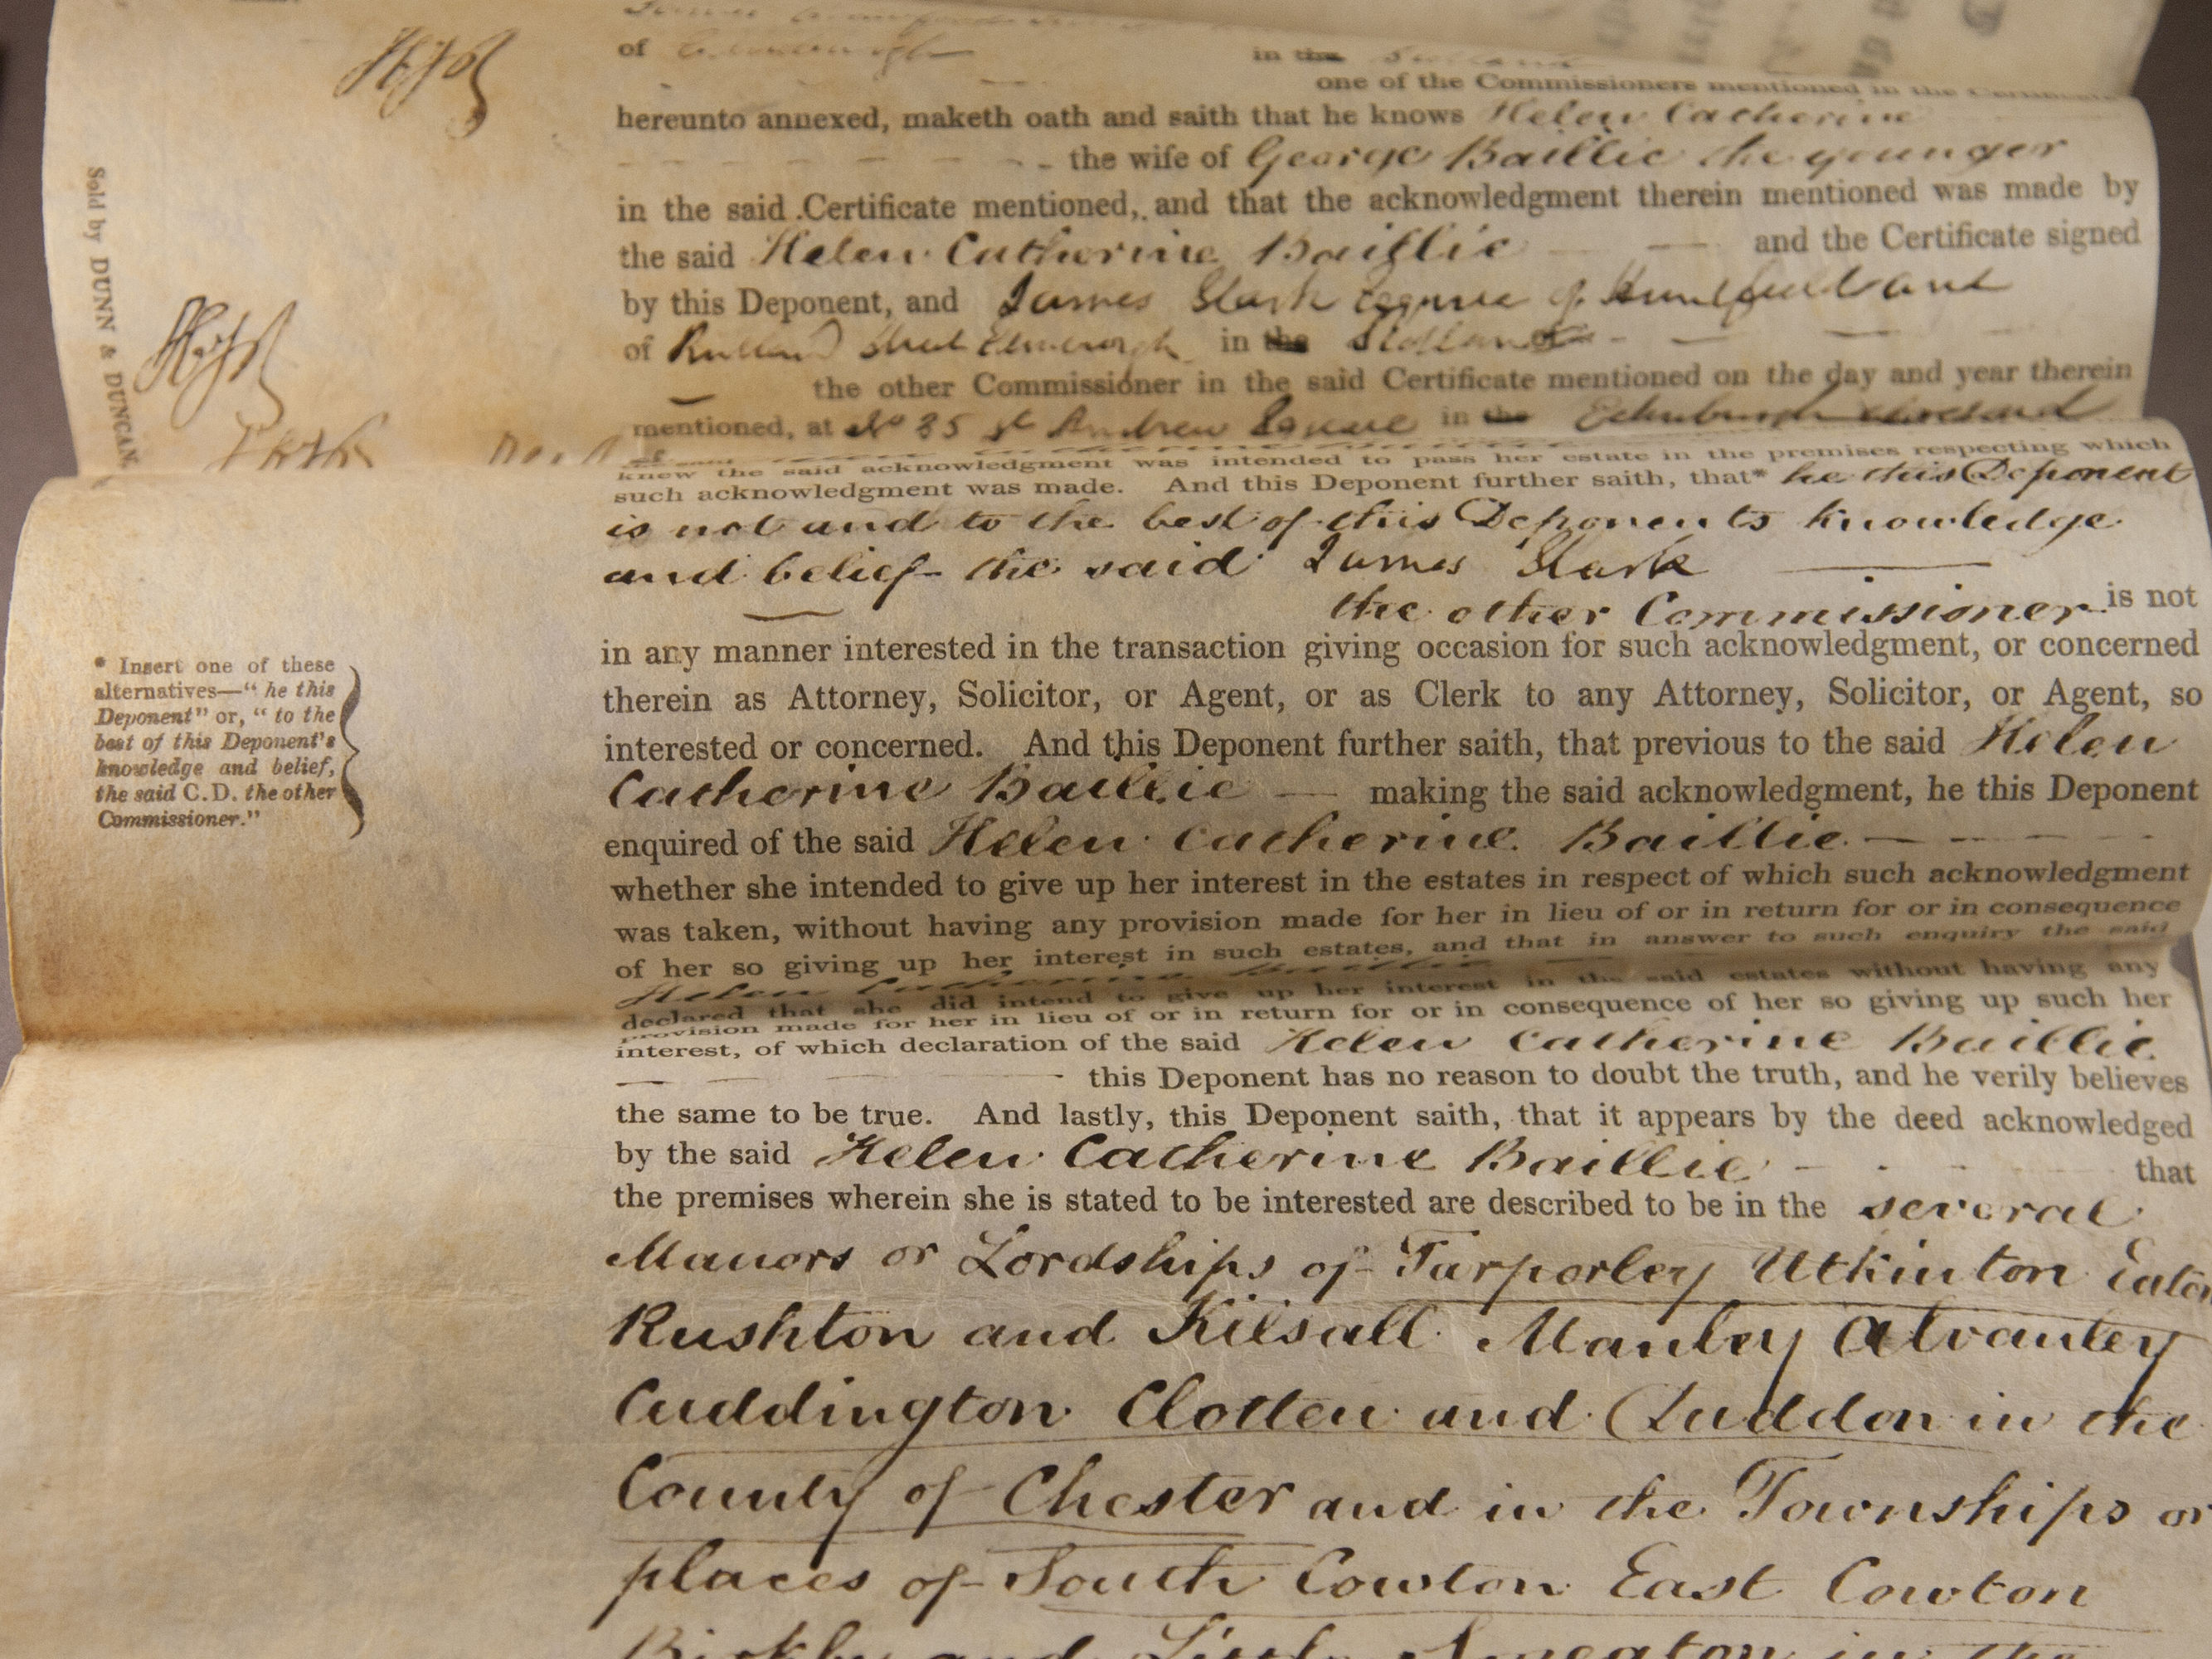 of in the
one of the Commissioners mentioned in the Certificate
hereunto annexed, maketh oath and saith that he knows Helen Catherine
the wife of George Baillie the younger
in the said Certificate mentioned, and that the acknowledgment therein mentioned was made by
the said Helen Catherine Baillie and the Certificate signed
by this Deponent, and James Stark Esquire of
of Rutland Street Edinburgh in the Scotland
the other Commissioner in the said Certificate mentioned on the day and year therein
mentioned, at No 35 St Andrew Square in the Edinburgh
knew the said acknowledgment was intended to pass her estate in the premises respecting which
such acknowledgment was made. And this Deponent further saith, that* he this Deponent
is not and to the best of this Deponents knowledge
and belief the said James Stark
the other Commissioner is not
in any manner interested in the transaction giving occasion for such acknowledgment, or concerned
therein as Attorney, Solicitor, or Agent, or as Clerk to any Attorney, Solicitor, or Agent, so
interested or concerned. And this Deponent further saith, that previous to the said Helen
Catherine Baillie — making the said acknowledgment, he this Deponent
enquired of the said Helen Catherine Baillie
whether she intended to give up her interest in the estates in respect of which such acknowledgment
was taken, without having any provision made for her in lieu of or in return for or in consequence
of her so giving up her interest in such estates, and that in answer to such enquiry the said
Helen Catherine Baillie
declared that she did intend to give up her interest in the said estates without having any
provision made for her in lieu of or in return for or in consequence of her so giving up such her
interest, of which declaration of the said Helen Catherine Baillie
this Deponent has no reason to doubt the truth, and he verily believes
the same to be true. And lastly, this Deponent saith, that it appears by the deed acknowledged
by the said Helen Catherine Baillie that
the premises wherein she is stated to be interested are described to be in the several
Manors or Lordships of Tarporley Utkinton Eaton
Rushton and Kilsall Manley Alvanley
Cuddington Clotten and Duddon in the
County of Chester and in the Townships or
places of South Cowton East Cowton
Birkby and Little Smeaton in the
Sold by DUNN & DUNCAN,
* Insert one of these
alternatives—“ he this
Deponent” or, “ to the
best of this Deponent's
knowledge and belief,
the said C.D. the other
Commissioner.”